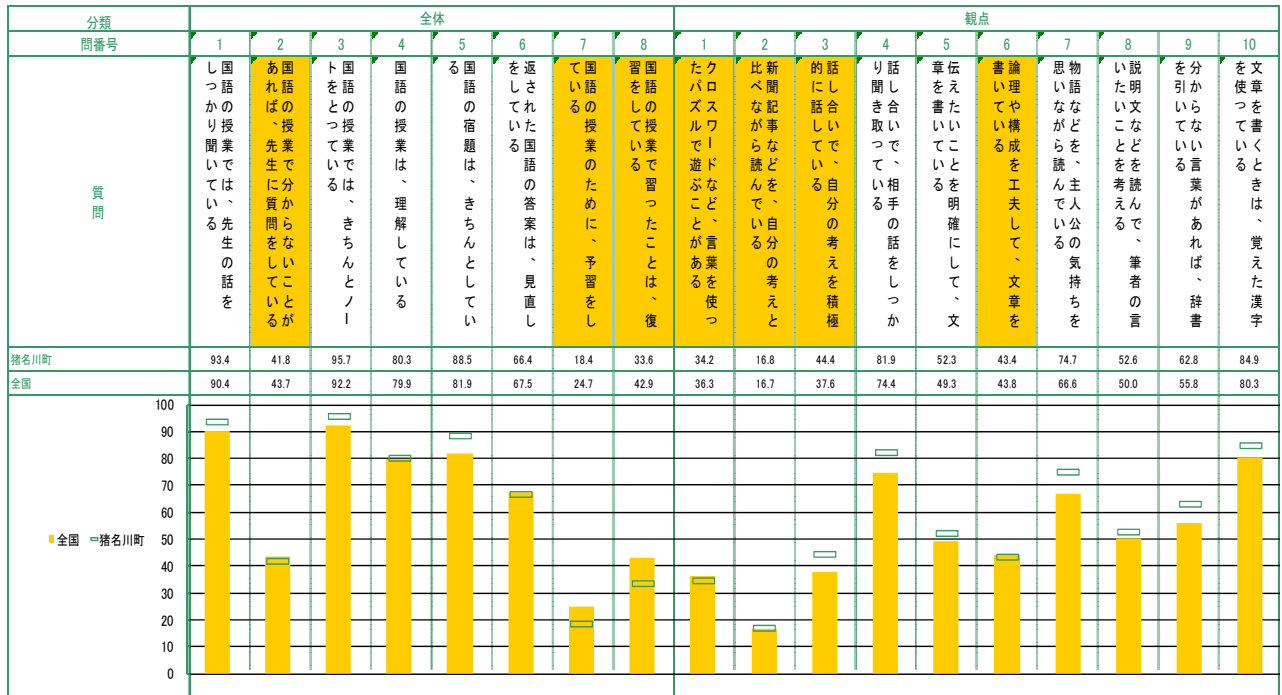 分類
全体
観点
問番号
1
2
3
4
5
6
7
8
1
2
3
4
5
6
7
8
9
10
質問
国語の授業では、先生の話を
しっかり聞いている
国語の授業で分からないことが
あれば、先生に質問をしている
国語の授業では、きちんとノー
トをとっている
国語の授業は、理解している
国語の宿題は、きちんとしてい
る
返された国語の答案は、見直し
をしている
国語の授業のために、予習をし
ている
国語の授業で習ったことは、復
習をしている
クロスワードなど、言葉を使っ
たパズルで遊ぶことがある
新聞記事などを、自分の考えと
比べながら読んでいる
話し合いで、自分の考えを積極
的に話している
話し合いで、相手の話をしっか
り聞き取っている
伝えたいことを明確にして、文
章を書いている
論理や構成を工夫して、文章を
書いている
物語などを、主人公の気持ちを
思いながら読んでいる
説明文などを読んで、筆者の言
いたいことを考える
分からない言葉があれば、辞書
を引いている
文章を書くときは、覚えた漢字
を使っている
猪名川町 93.4 41.8 95.7 80.3 88.5 66.4 18.4 33.6 34.2 16.8 44.4 81.9 52.3 43.4 74.7 52.6 62.8 84.9
全国 90.4 43.7 92.2 79.9 81.9 67.5 24.7 42.9 36.3 16.7 37.6 74.4 49.3 43.8 66.6 50.0 55.8 80.3
100
90
80
70
60
50
40
30
20
10
0
全国 猪名川町